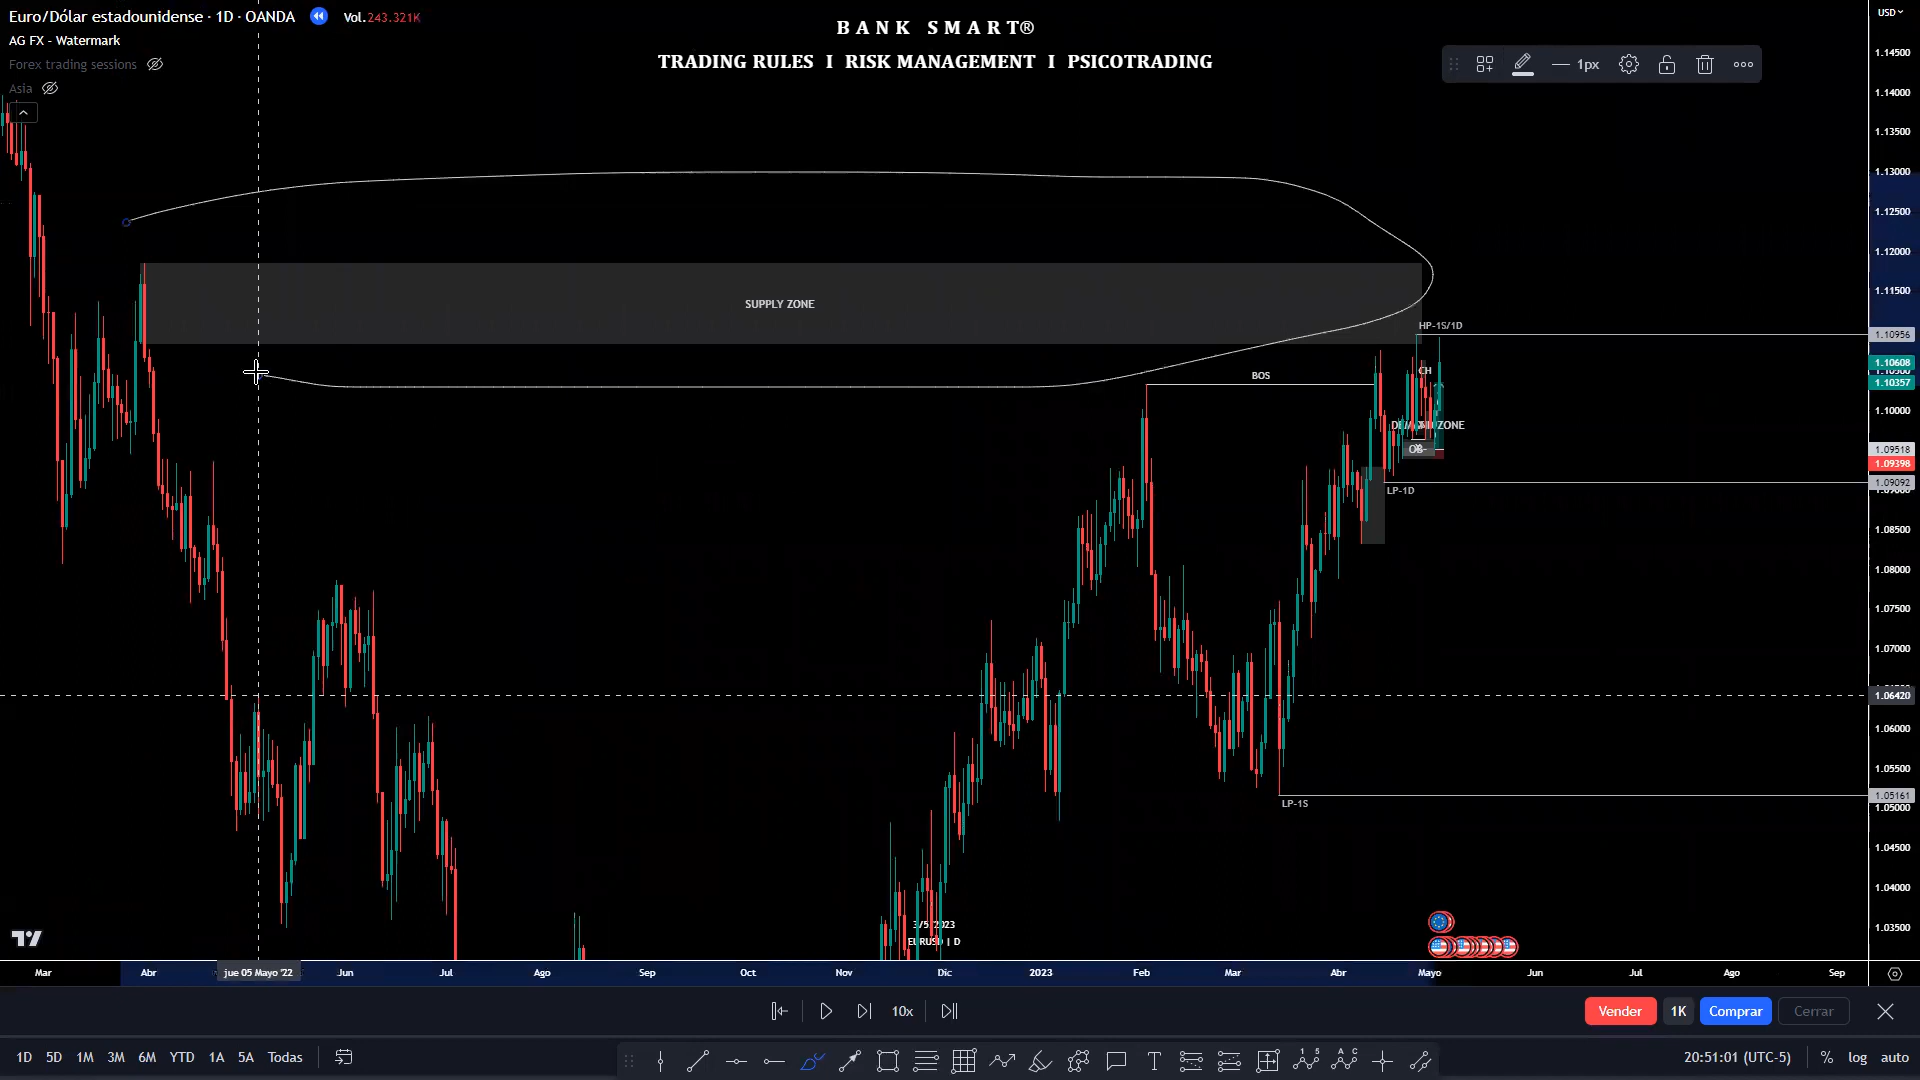 Euro/Dólar estadounidense · 1D · OANDA
Vol.243.321K
AG FX - Watermark
Forex trading sessions
Asia
B A N K   S M A R T®
TRADING RULES   I   RISK MANAGEMENT   I   PSICOTRADING
1px
USD
1.14500
1.14000
1.13500
1.13000
1.12500
1.12000
1.11500
1.10956
1.10608
1.10357
1.10000
1.09518
1.09398
1.09092
1.08500
1.08000
1.07500
1.07000
1.06420
1.06000
1.05500
1.05161
1.05000
1.04500
1.04000
1.03500
SUPPLY ZONE
HP-1S/1D
BOS
CH
ZONE
OB-
LP-1D
LP-1S
EURUSD | D
Mar
Abr
jue 05 Mayo '22
Jun
Jul
Ago
Sep
Oct
Nov
Dic
2023
Feb
Mar
Abr
Mayo
Jun
Jul
Ago
Sep
10x
Vender
1K
Comprar
Cerrar
1D 5D 1M 3M 6M YTD 1A 5A Todas
20:51:01 (UTC-5)
% log auto